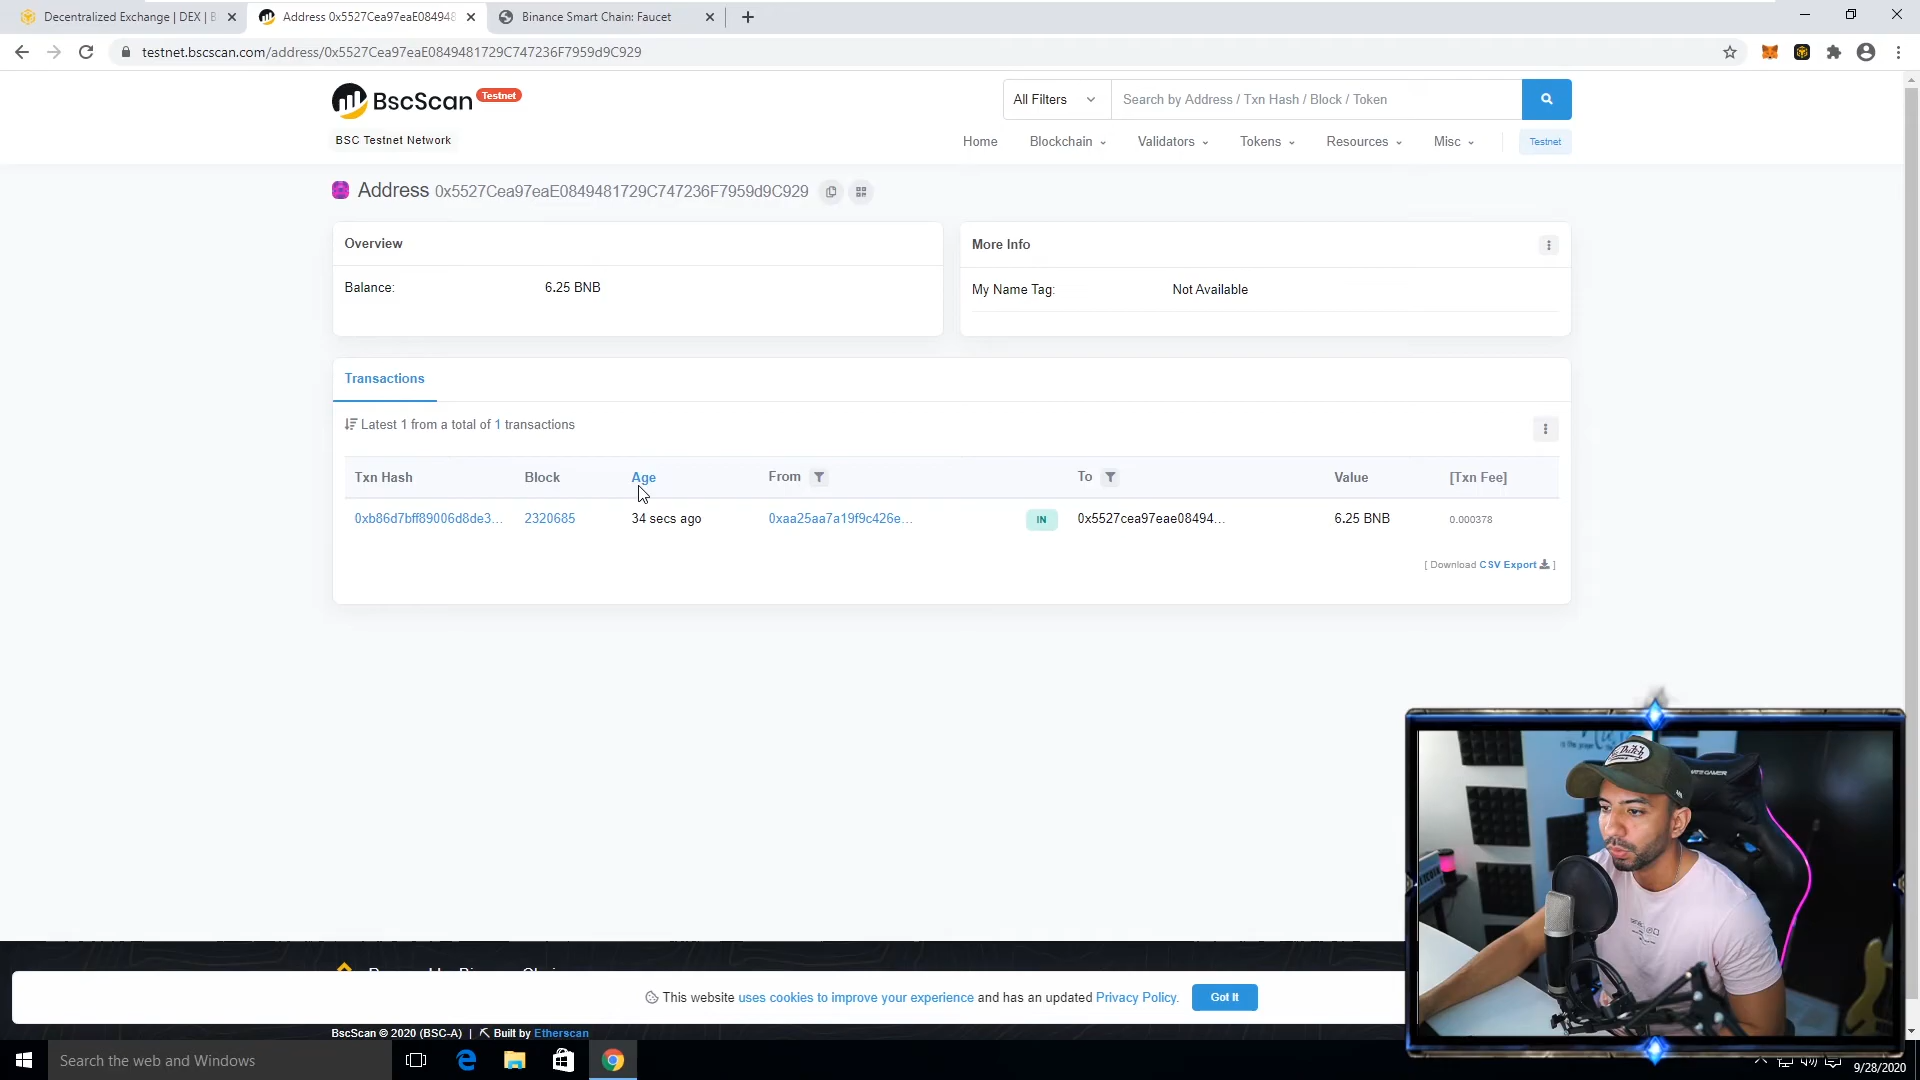 Decentralized Exchange | DEX | B
Address 0x5527Cea97eaE084948
Binance Smart Chain: Faucet
testnet.bscscan.com/address/0x5527Cea97eaE0849481729C747236F7959d9C929
BscScan Testnet
All Filters
Search by Address / Txn Hash / Block / Token
BSC Testnet Network
Home Blockchain Validators Tokens Resources Misc Testnet
Address 0x5527Cea97eaE0849481729C747236F7959d9C929
Overview
More Info
Balance: 6.25 BNB
My Name Tag: Not Available
Transactions
Latest 1 from a total of 1 transactions
Txn Hash Block Age From To Value [Txn Fee]
0xb86d7bff89006d8de3... 2320685 34 secs ago 0xaa25aa7a19f9c426e... IN 0x5527cea97eae08494... 6.25 BNB 0.000378
[ Download CSV Export ]
This website uses cookies to improve your experience and has an updated Privacy Policy. Got It
BscScan © 2020 (BSC-A) | Built by Etherscan
Search the web and Windows
9/28/2020